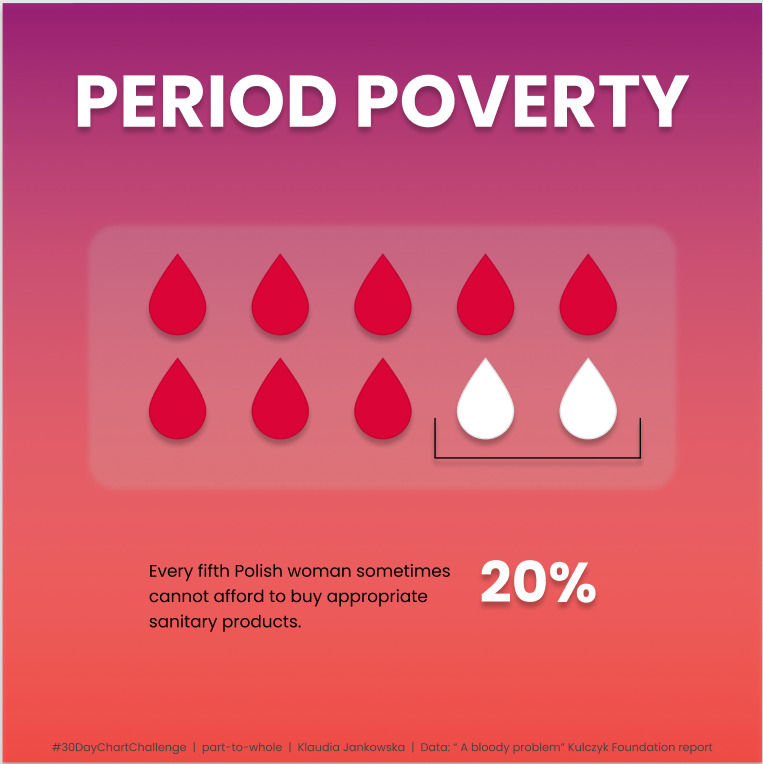 PERIOD POVERTY
Every fifth Polish woman sometimes
cannot afford to buy appropriate
sanitary products.
20%
#30DayChartChallenge | part-to-whole | Klaudia Jankowska | Data: “ A bloody problem” Kulczyk Foundation report